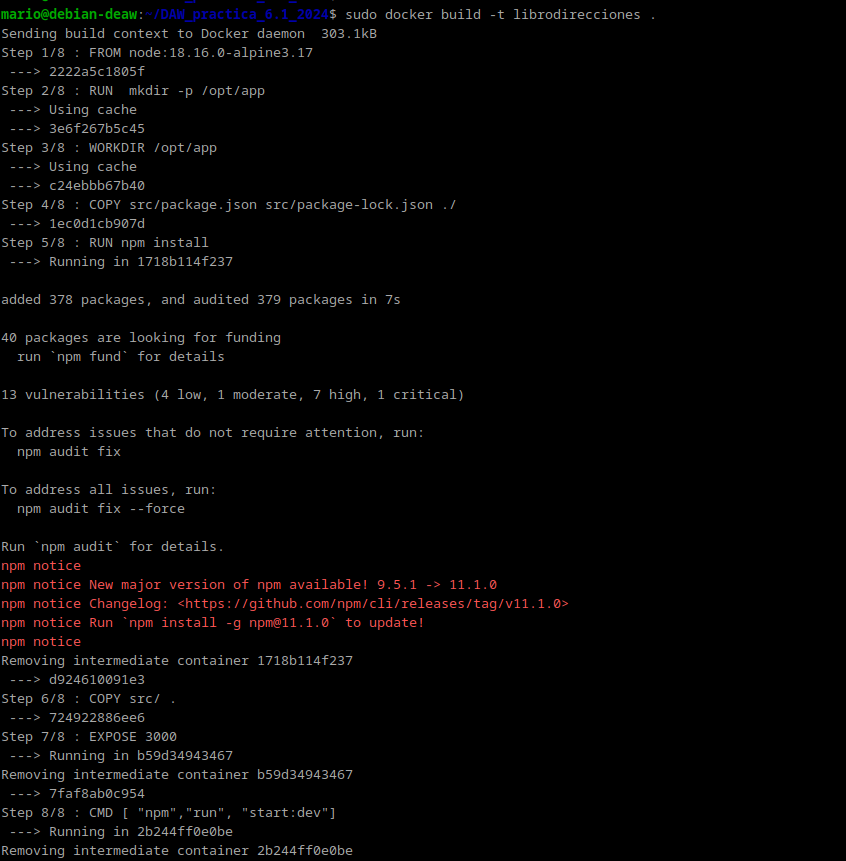 mario@debian-deaw:~/DAW_practica_6.1_2024$ sudo docker build -t librodirecciones .
Sending build context to Docker daemon  303.1kB
Step 1/8 : FROM node:18.16.0-alpine3.17
 ---> 2222a5c1805f
Step 2/8 : RUN  mkdir -p /opt/app
 ---> Using cache
 ---> 3e6f267b5c45
Step 3/8 : WORKDIR /opt/app
 ---> Using cache
 ---> c24ebbb67b40
Step 4/8 : COPY src/package.json src/package-lock.json ./
 ---> 1ec0d1cb907d
Step 5/8 : RUN npm install
 ---> Running in 1718b114f237
added 378 packages, and audited 379 packages in 7s
40 packages are looking for funding
  run `npm fund` for details
13 vulnerabilities (4 low, 1 moderate, 7 high, 1 critical)
To address issues that do not require attention, run:
  npm audit fix
To address all issues, run:
  npm audit fix --force
Run `npm audit` for details.
npm notice
npm notice New major version of npm available! 9.5.1 -> 11.1.0
npm notice Changelog: <https://github.com/npm/cli/releases/tag/v11.1.0>
npm notice Run `npm install -g npm@11.1.0` to update!
npm notice
Removing intermediate container 1718b114f237
 ---> d924610091e3
Step 6/8 : COPY src/ .
 ---> 724922886ee6
Step 7/8 : EXPOSE 3000
 ---> Running in b59d34943467
Removing intermediate container b59d34943467
 ---> 7faf8ab0c954
Step 8/8 : CMD [ "npm","run", "start:dev"]
 ---> Running in 2b244ff0e0be
Removing intermediate container 2b244ff0e0be